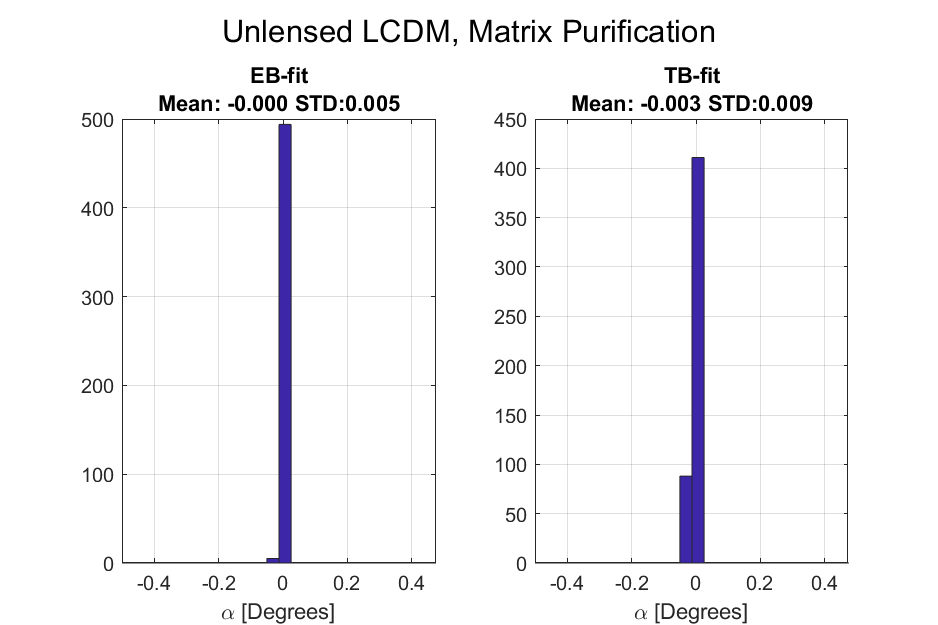 Unlensed LCDM, Matrix Purification
EB-fit
Mean: -0.000 STD:0.005
500
400
300
200
100
0
-0.4 -0.2 0 0.2 0.4
α [Degrees]
TB-fit
Mean: -0.003 STD:0.009
450
400
350
300
250
200
150
100
50
0
-0.4 -0.2 0 0.2 0.4
α [Degrees]